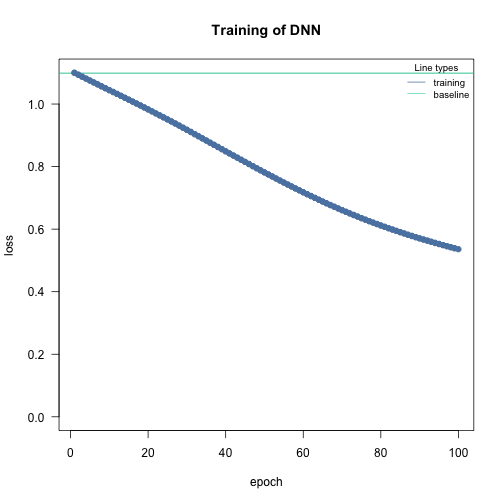 Training of DNN
Line types
training
baseline
1.0
0.8
0.6
0.4
0.2
0.0
loss
0 20 40 60 80 100
epoch